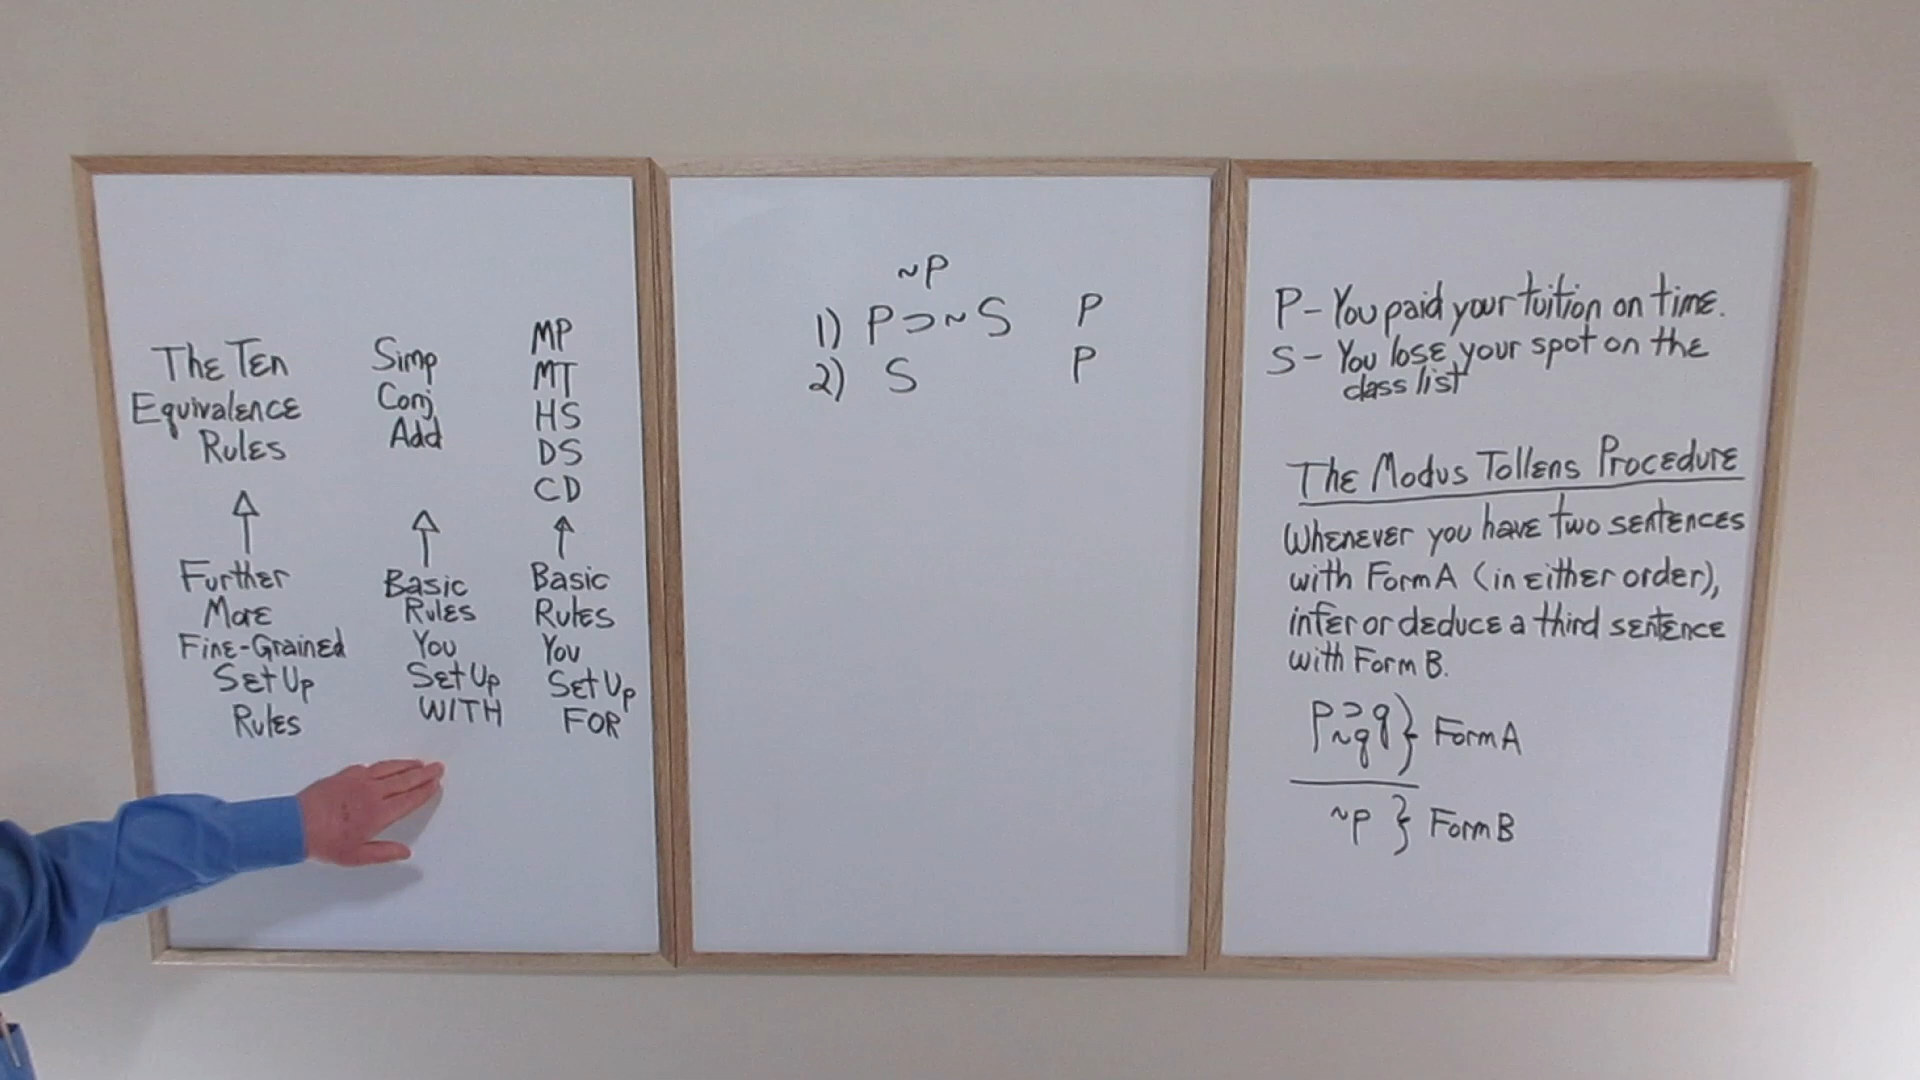 The Ten
Equivalence
Rules
Further
More
Fine-Grained
Set Up
Rules
Simp
Conj
Add
Basic
Rules
You
Set Up
WITH
MP
MT
HS
DS
CD
Basic
Rules
You
Set Up
FOR
~P
1) P⊃~S P
2) S P
P - You paid your tuition on time.
S - You lose your spot on the
class list
The Modus Tollens Procedure
Whenever you have two sentences
with Form A (in either order),
infer or deduce a third sentence
with Form B.
p⊃q
~q } Form A
~p } Form B